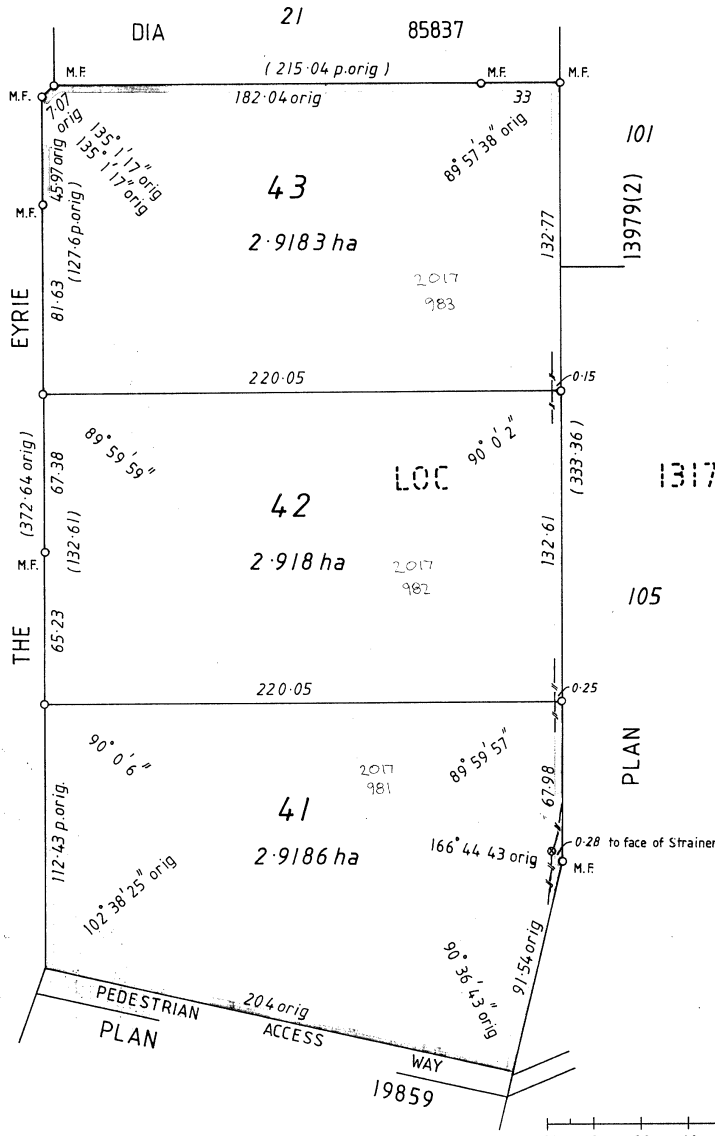 21
DIA 85837
M.F. (215·04 p.orig) M.F. M.F.
M.F. 182·04 orig 33
7·07 orig
45·97 orig
135° 1' 17"
135° 1' 17" orig
89° 57' 38" orig
101
43
M.F.
(127·6 p.orig)
132·77
13979(2)
2·9183 ha
2017
983
81·63
EYRIE
220·05
0·15
89° 59' 59"
90° 0' 2"
(372·64 orig)
67·38
LOC
(333·36)
1317
42
(132·61)
132·61
M.F.
2·918 ha
2017
982
105
THE
65·23
220·05
0·25
90° 0' 6"
89° 59' 57"
PLAN
2017
981
67·98
41
112·43 p.orig.
2·9186 ha
166° 44 43 orig
0·28 to face of Strainer
M.F.
102° 38' 25" orig
90° 36' 43" orig
91·54 orig
PEDESTRIAN 204 orig ACCESS WAY
PLAN 19859